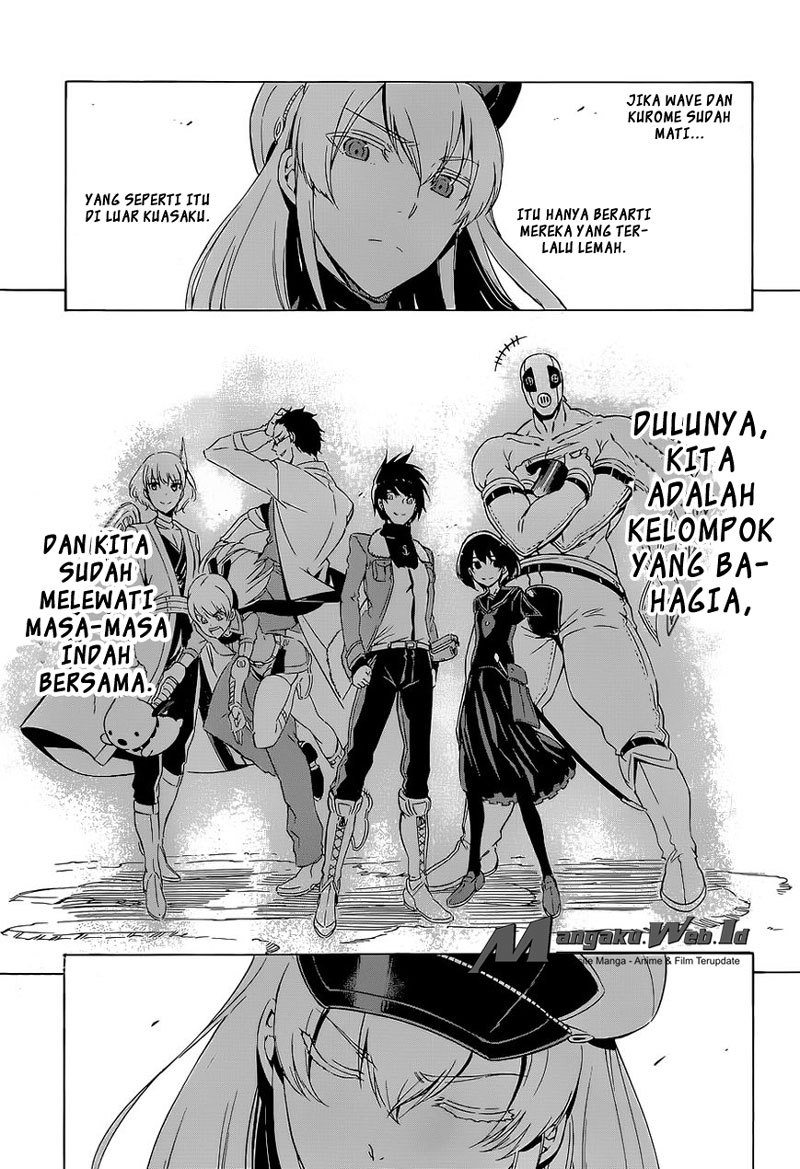 JIKA WAVE DAN
KUROME SUDAH
MATI...
ITU HANYA BERARTI
MEREKA YANG TER-
LALU LEMAH.
YANG SEPERTI ITU
DI LUAR KUASAKU.
DULUNYA,
KITA
ADALAH
KELOMPOK
YANG BA-
HAGIA,
DAN KITA
SUDAH
MELEWATI
MASA-MASA
INDAH
BERSAMA.
Mangaku.Web.Id
Manga - Anime & Film Terupdate